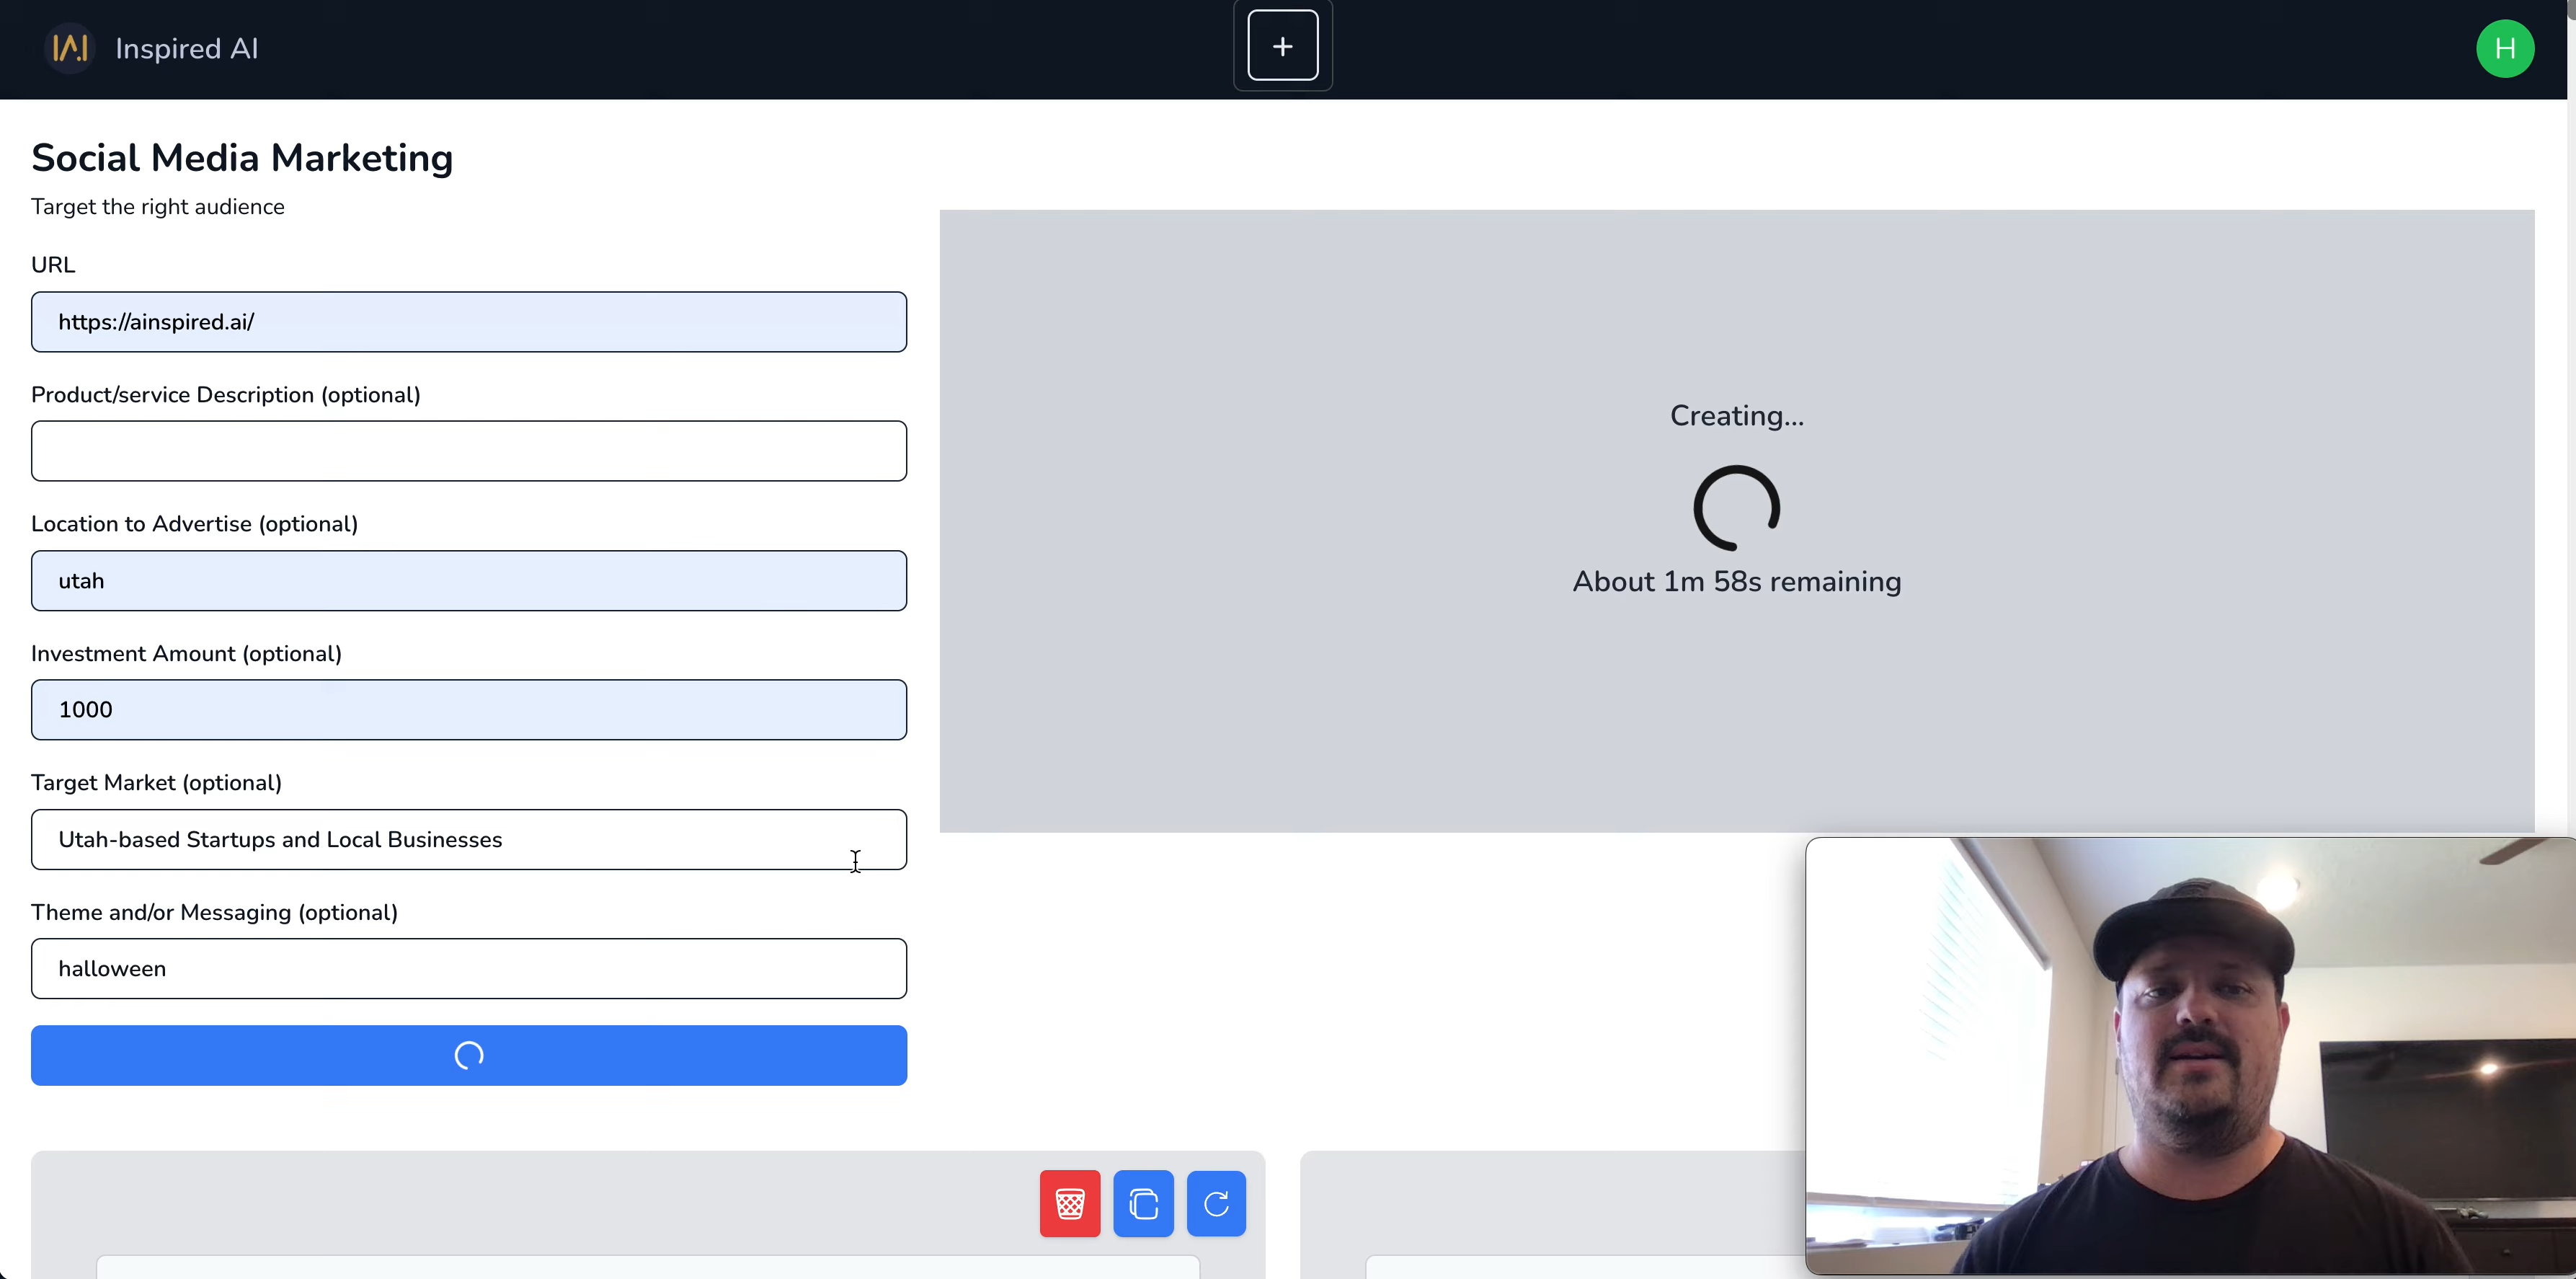 Inspired AI
+
H
Social Media Marketing
Target the right audience
URL
https://ainspired.ai/
Product/service Description (optional)
Location to Advertise (optional)
utah
Investment Amount (optional)
1000
Target Market (optional)
Utah-based Startups and Local Businesses
Theme and/or Messaging (optional)
halloween
Creating...
About 1m 58s remaining